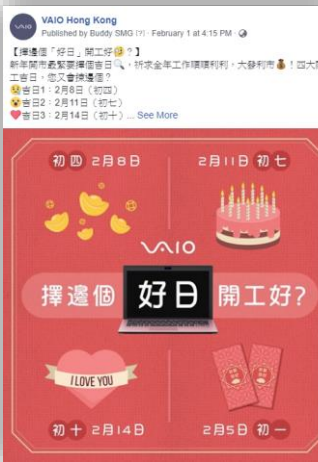 VAIO Hong Kong
Published by Buddy SMG [?] · February 1 at 4:15 PM ·
【擇邊個「好日」開工好🤔？】
新年開市最緊要擇個吉日🔍，祈求全年工作順順利利，大發利市💰！四大開
工吉日，您又會揀邊個？
吉日1：2月8日（初四）
吉日2：2月11日（初七）
吉日3：2月14日（初十）... See More
初四 2月8日
2月11日 初七
VAIO
擇邊個 好日 開工好?
I LOVE YOU
初十 2月14日
2月5日 初一